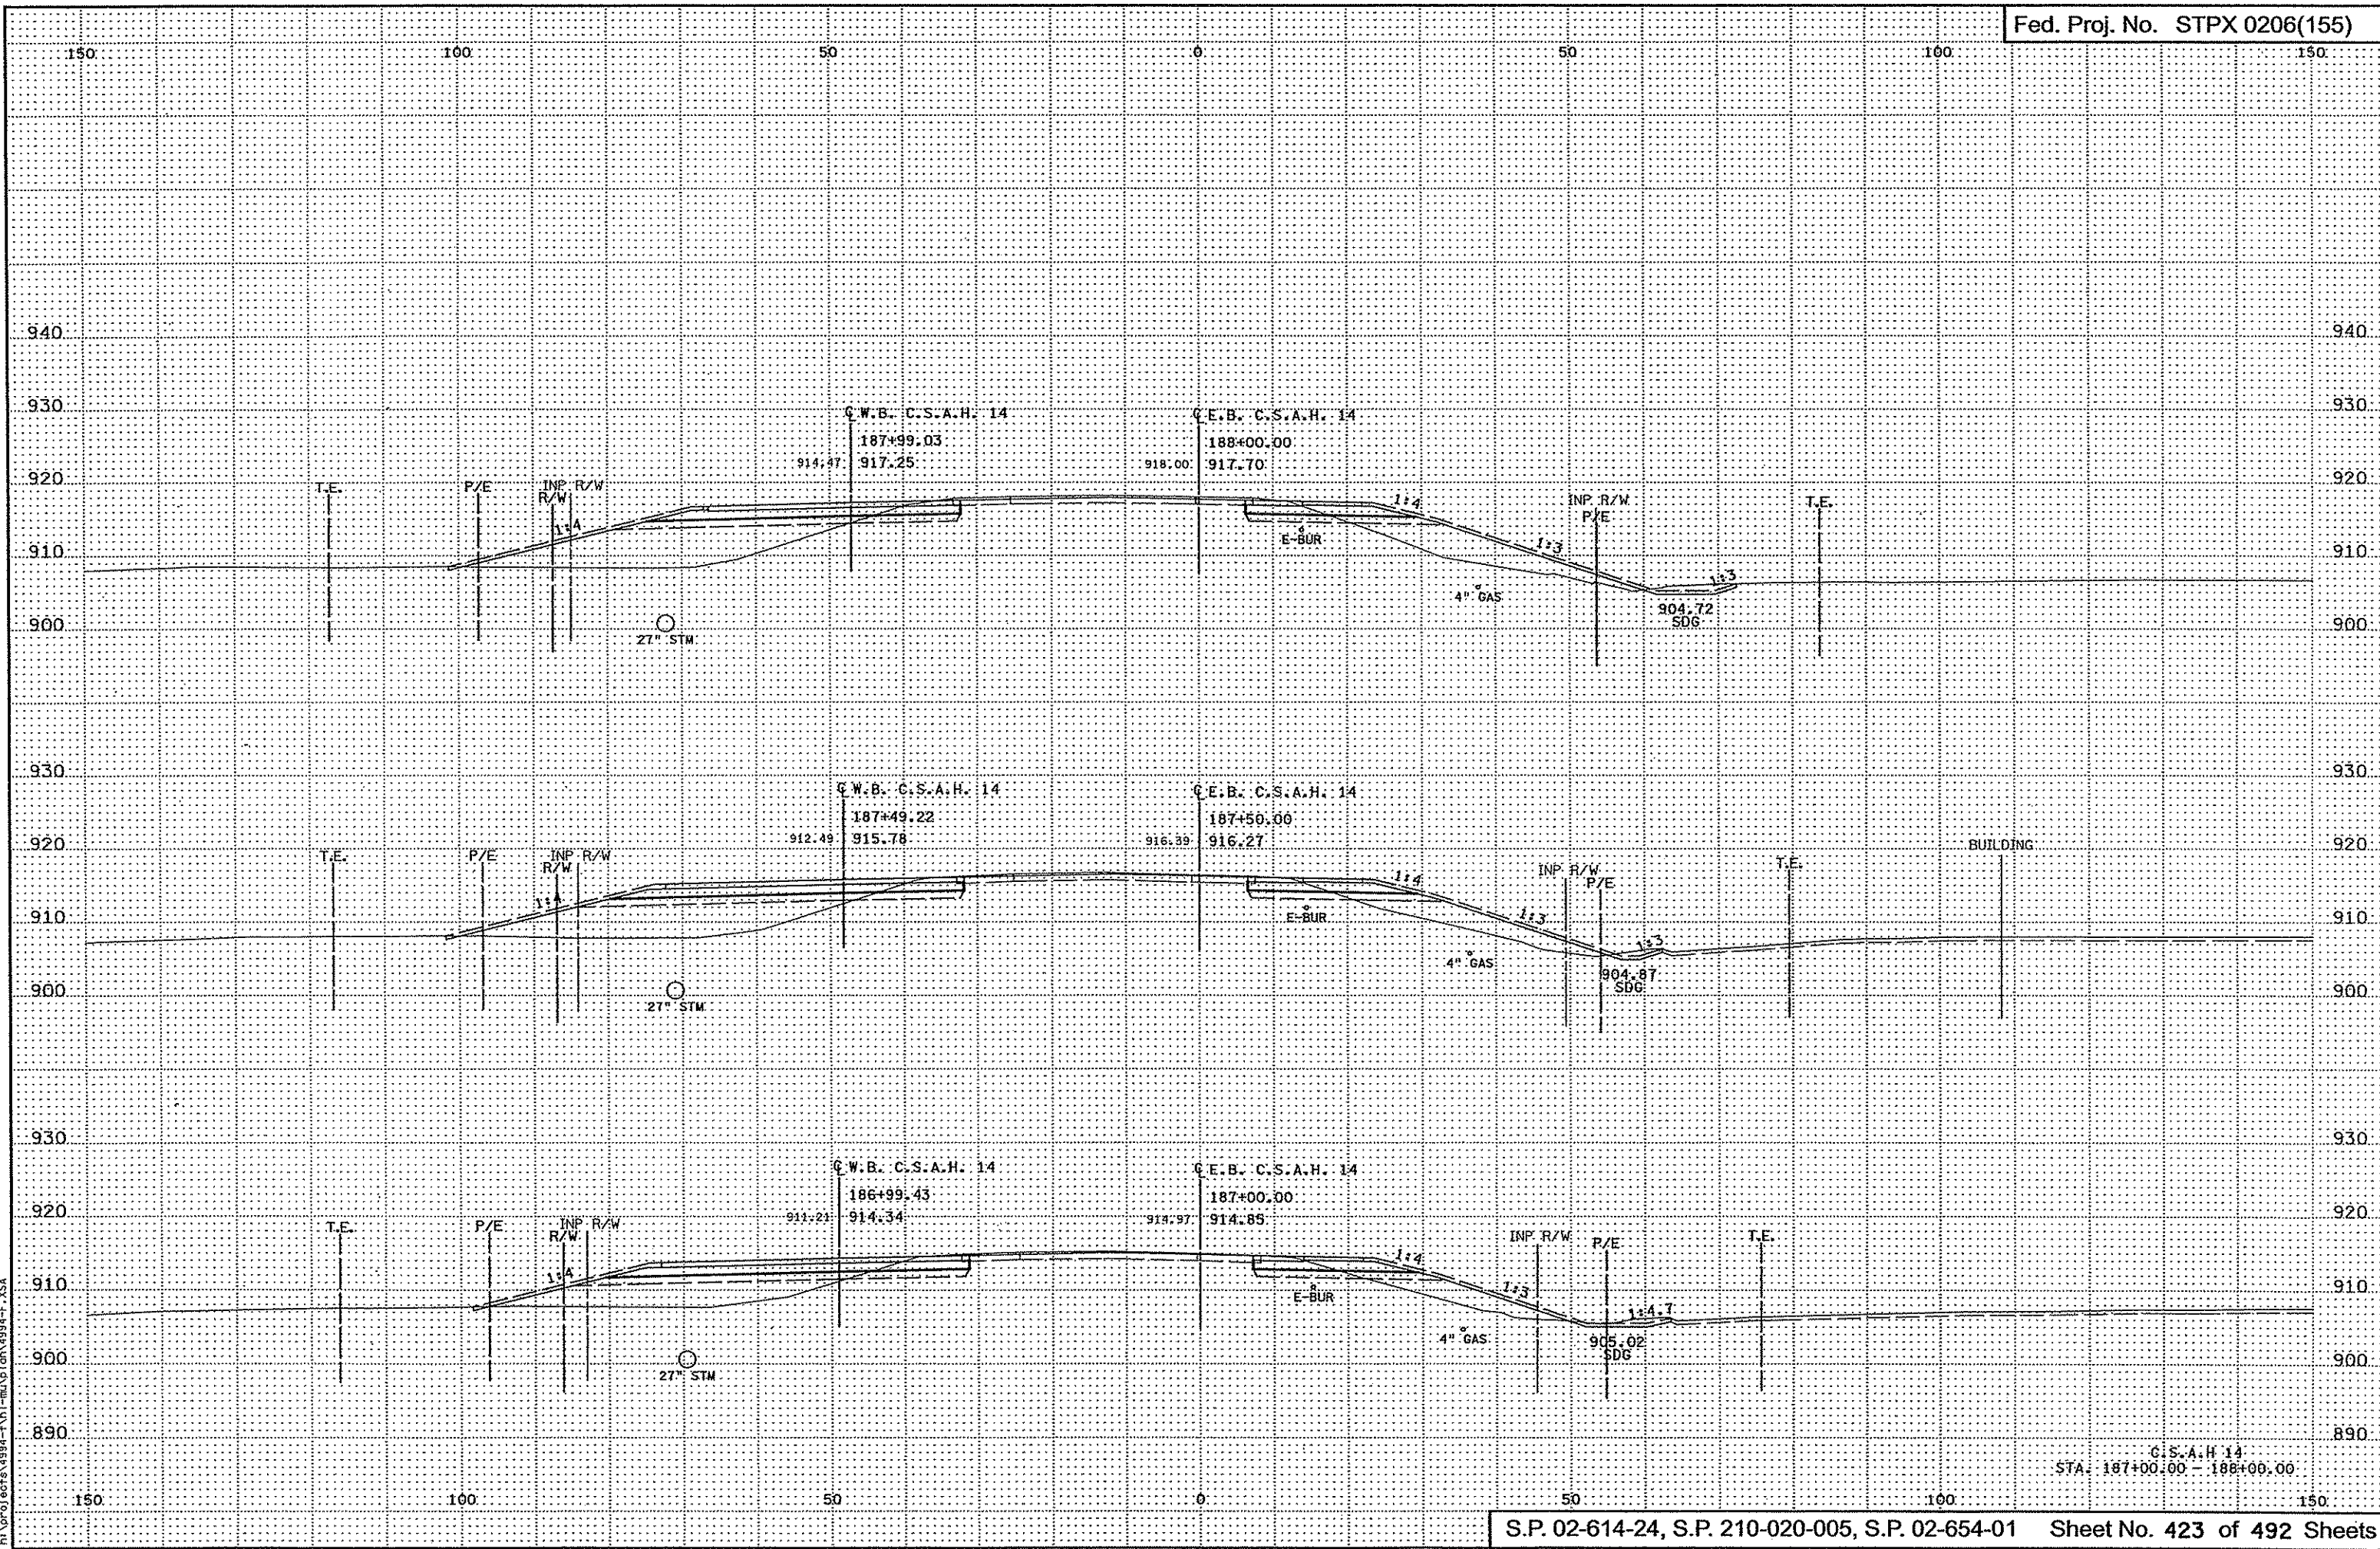 Fed. Proj. No. STPX 0206(155)
150 100 50 0 50 100 150
940 940
930 930
℄ W.B. C.S.A.H. 14 ℄ E.B. C.S.A.H. 14
187+99.03 188+00.00
914.47 917.25 918.00 917.70
920 920
T.E. P/E INP R/W INP R/W T.E.
R/W P/E
1:4 1:4
E-BUR 1:3
910 910
1:3
4" GAS
904.72
SDG
900 900
27" STM
930 930
℄ W.B. C.S.A.H. 14 ℄ E.B. C.S.A.H. 14
187+49.22 187+50.00
912.49 915.78 916.39 916.27
920 BUILDING 920
T.E. P/E INP R/W T.E.
R/W INP R/W P/E
1:4 1:4
910 E-BUR 1:3 910
1:3
4" GAS
904.87
SDG
900 900
27" STM
930 930
℄ W.B. C.S.A.H. 14 ℄ E.B. C.S.A.H. 14
186+99.43 187+00.00
911.21 914.34 914.97 914.85
920 920
T.E. P/E INP R/W T.E.
R/W INP R/W P/E
1:4 1:4
910 910
E-BUR 1:3
1:4.7
4" GAS
905.02
SDG
900 900
27" STM
890 890
C.S.A.H 14
STA. 187+00.00 - 188+00.00
150 100 50 0 50 100 150
S.P. 02-614-24, S.P. 210-020-005, S.P. 02-654-01 Sheet No. 423 of 492 Sheets